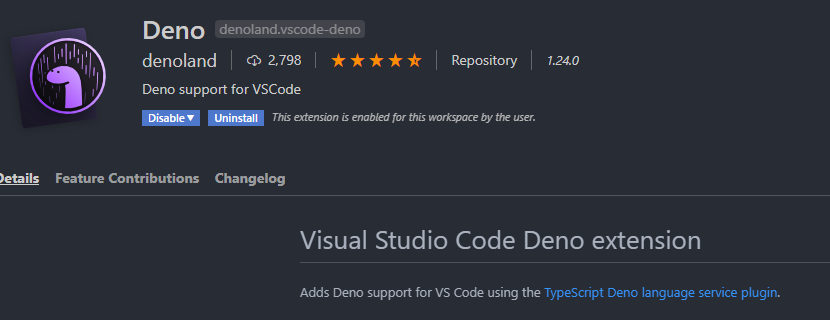 Deno denoland.vscode-deno
denoland 2,798 Repository 1.24.0
Deno support for VSCode
Disable Uninstall This extension is enabled for this workspace by the user.
Details Feature Contributions Changelog
Visual Studio Code Deno extension
Adds Deno support for VS Code using the TypeScript Deno language service plugin.